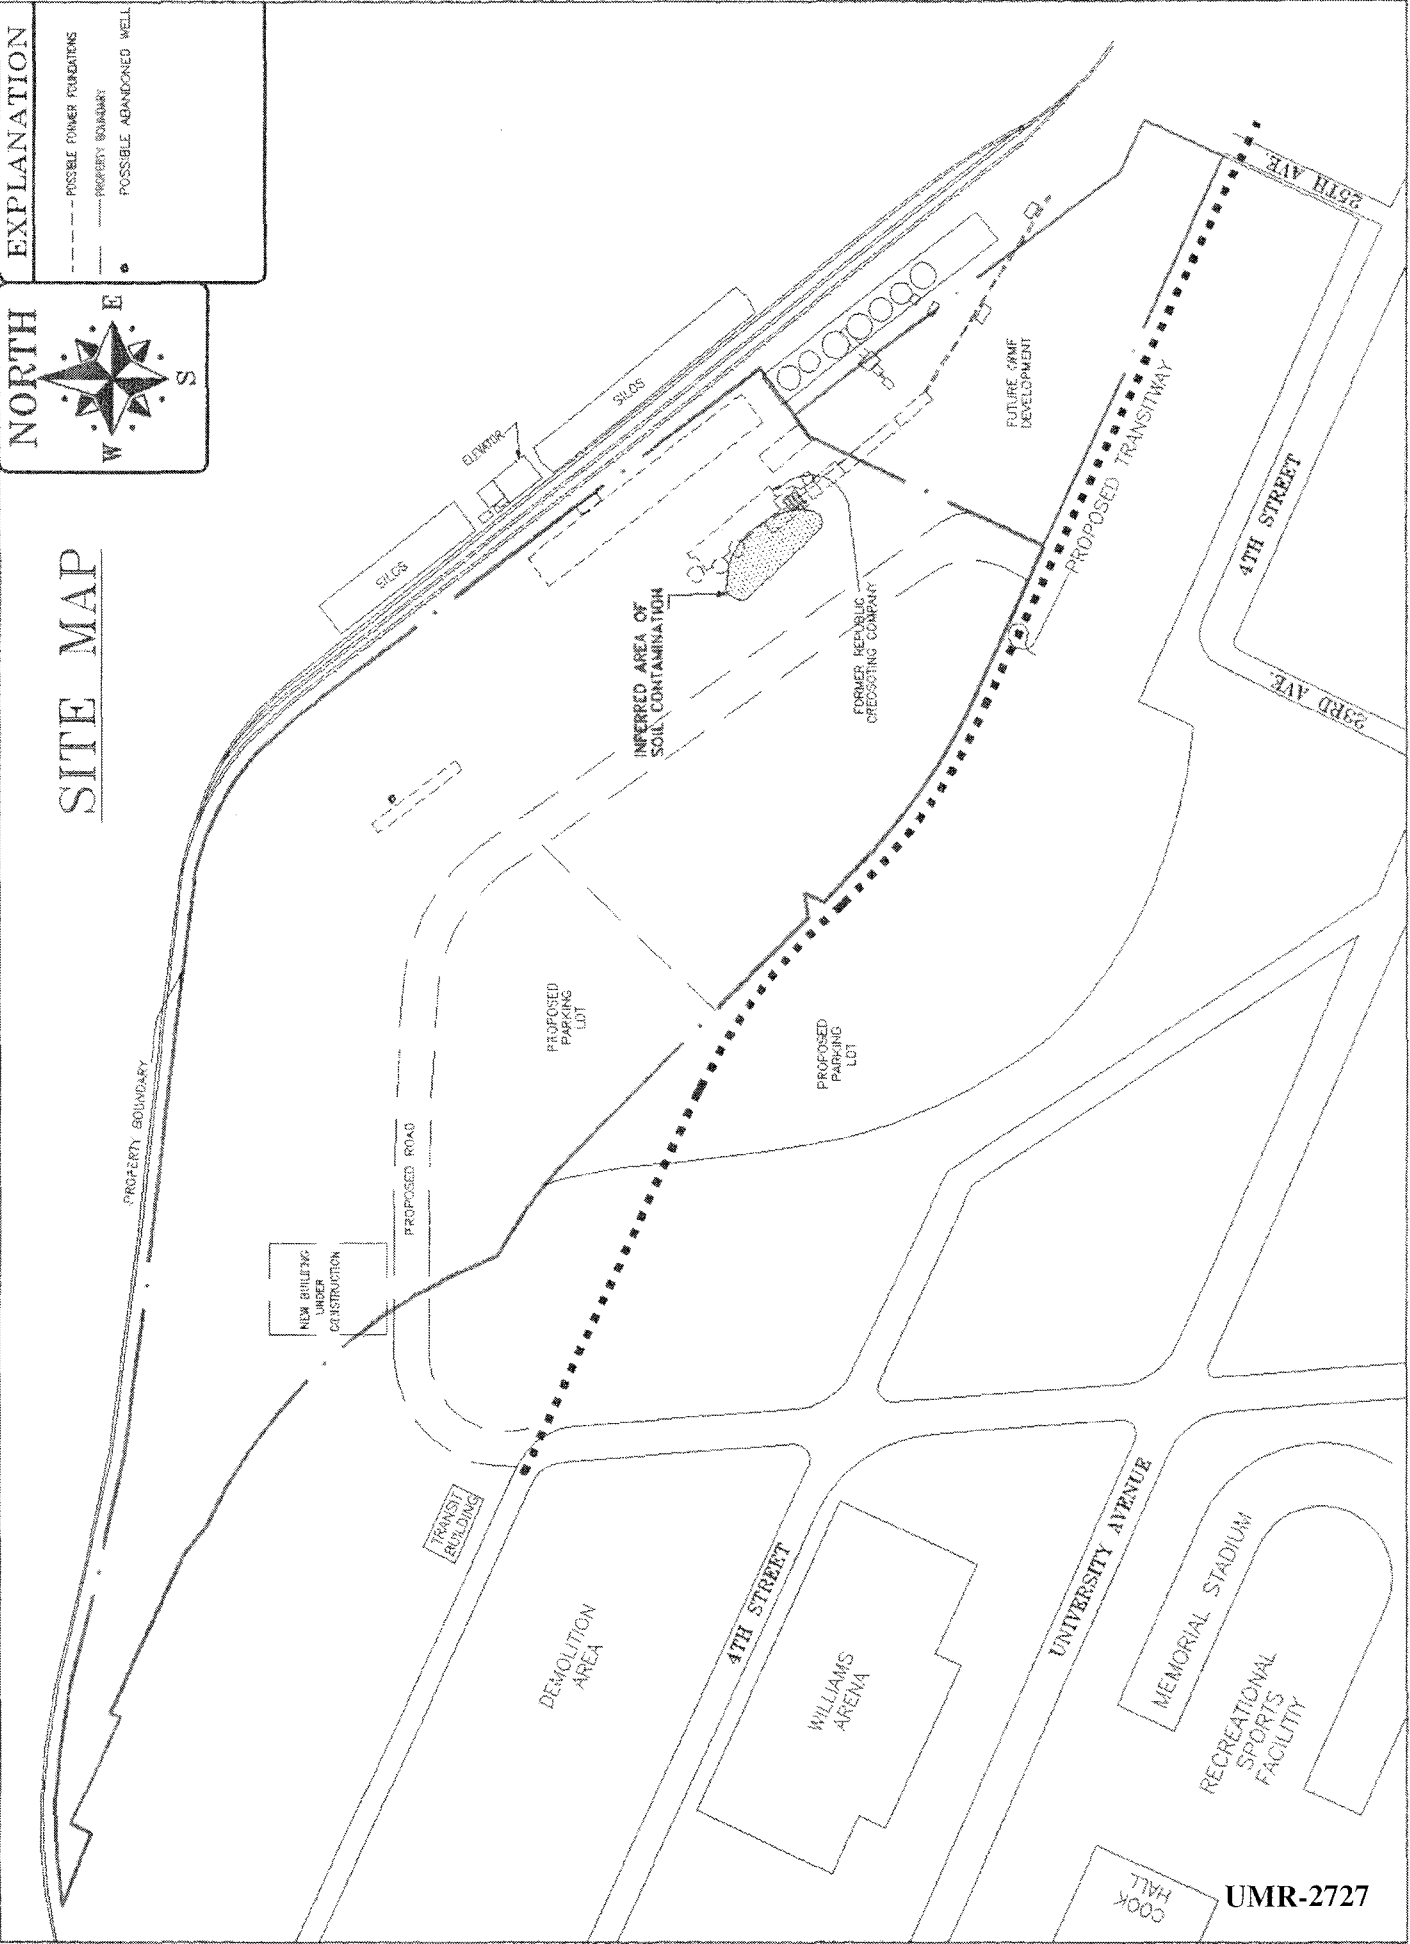 SITE MAP
NORTH
W
E
S
EXPLANATION
POSSIBLE FORMER FOUNDATIONS
PROPERTY BOUNDARY
POSSIBLE ABANDONED WELL
PROPERTY BOUNDARY
SILOS
ELEVATOR
SILOS
NEW BUILDING
UNDER
CONSTRUCTION
PROPOSED ROAD
PROPOSED
PARKING
LOT
INFERRED AREA OF
SOIL CONTAMINATION
FORMER REPUBLIC
CREOSOTING COMPANY
FUTURE
DEVELOPMENT
PROPOSED
PARKING
LOT
PROPOSED TRANSITWAY
TRANSIT
BUILDING
DEMOLITION
AREA
4TH STREET
WILLIAMS
ARENA
UNIVERSITY AVENUE
MEMORIAL STADIUM
RECREATIONAL
SPORTS
FACILITIY
COOK
HALL
23RD AVE.
4TH STREET
25TH AVE.
UMR-2727